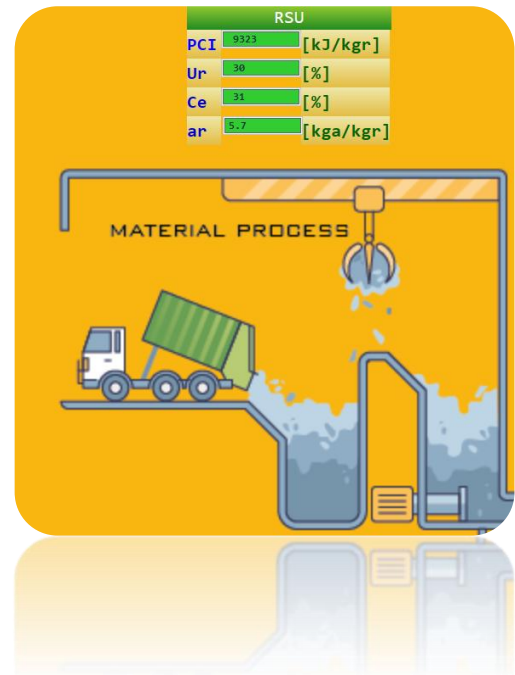 RSU
PCI 9323 [kJ/kgr]
Ur 30 [%]
Ce 31 [%]
ar 5.7 [kga/kgr]
MATERIAL PROCESS